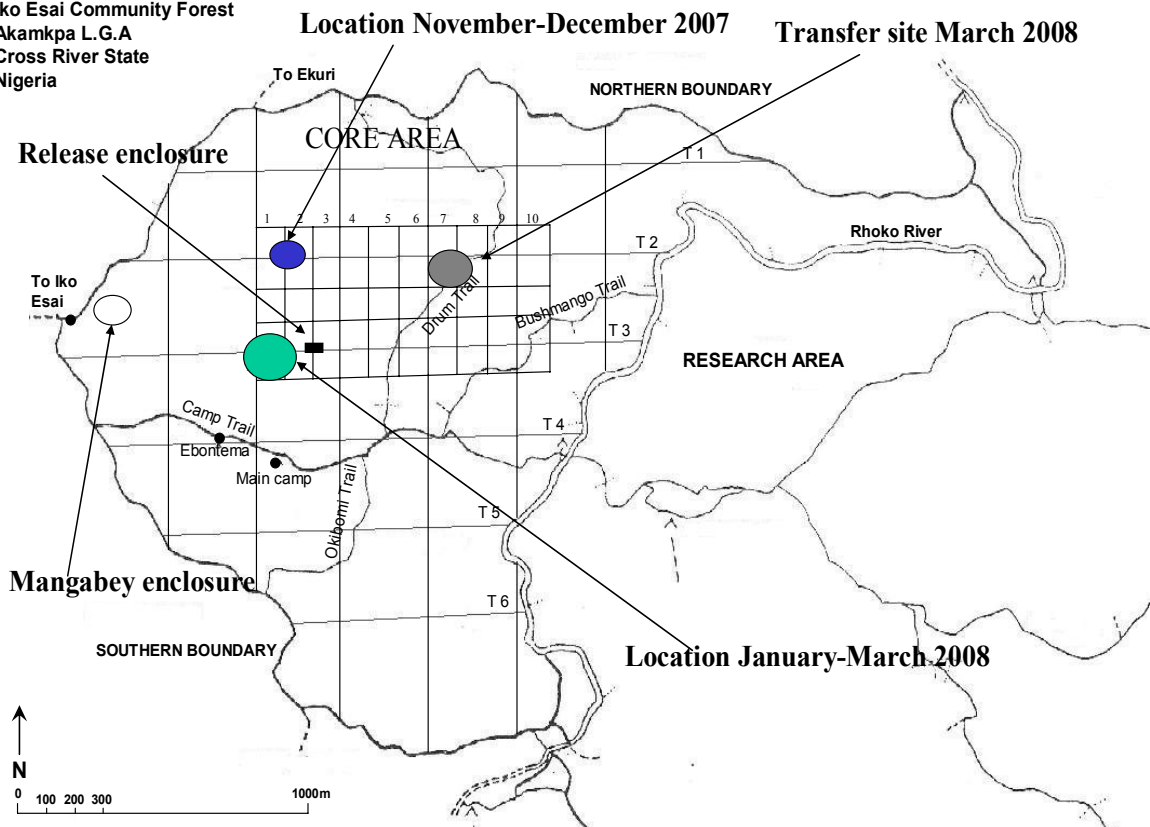 ko Esai Community Forest
Akamkpa L.G.A
Cross River State
Nigeria
Location November-December 2007
Transfer site March 2008
To Ekuri
NORTHERN BOUNDARY
CORE AREA
Release enclosure
T 1
1 2 3 4 5 6 7 8 9 10
T 2
Rhoko River
To Iko
Esai
Drum Trail
Bushmango Trail
T 3
RESEARCH AREA
Camp Trail
T 4
Ebontema
Main camp
Okibomi Trail
T 5
Mangabey enclosure
T 6
SOUTHERN BOUNDARY
Location January-March 2008
N
0 100 200 300 1000m